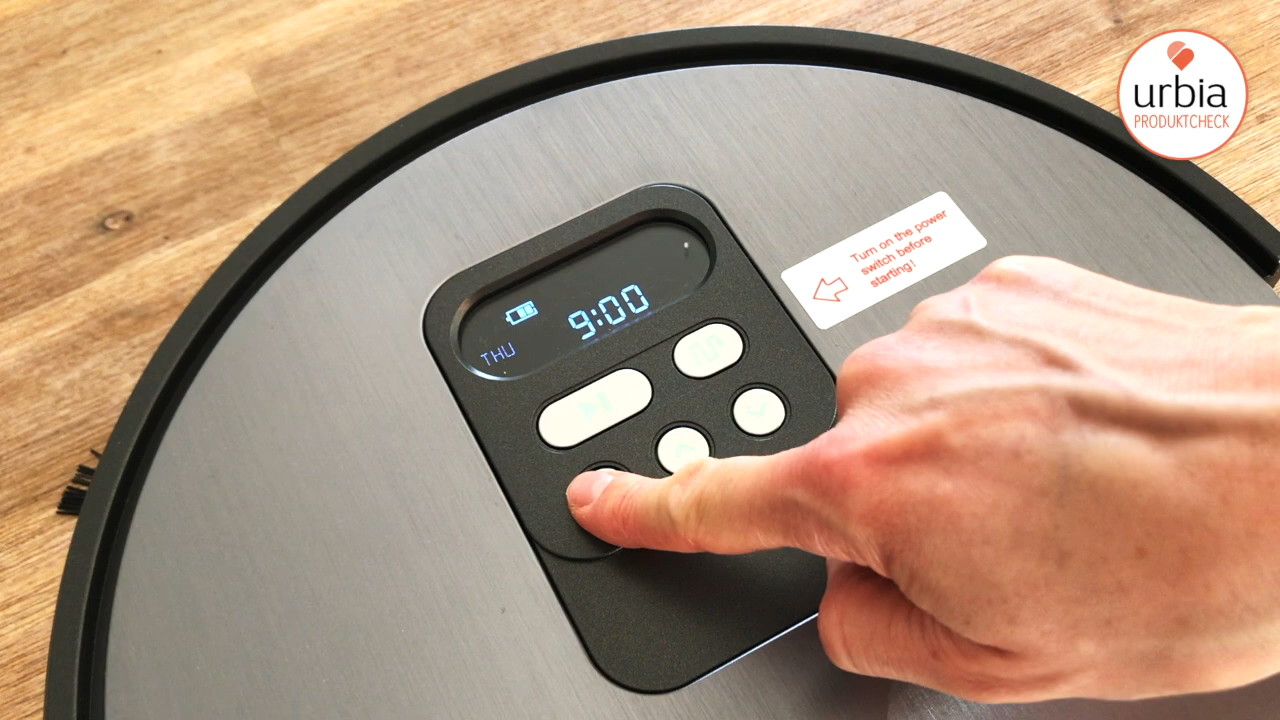 urbia
PRODUKTCHECK
Turn on the power
switch before
starting!
9:00
THU